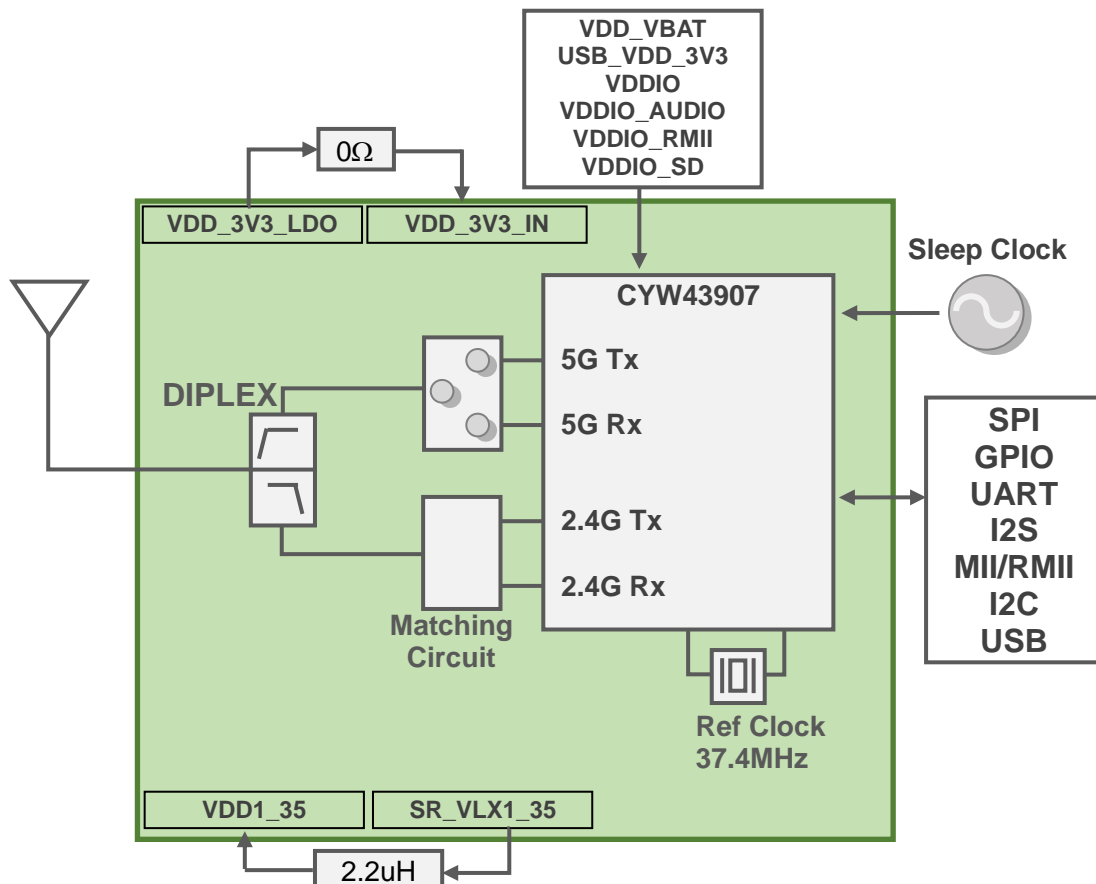 VDD_VBAT
USB_VDD_3V3
VDDIO
VDDIO_AUDIO
VDDIO_RMII
VDDIO_SD
0Ω
VDD_3V3_LDO
VDD_3V3_IN
Sleep Clock
CYW43907
5G Tx
DIPLEX
5G Rx
SPI
GPIO
UART
I2S
MII/RMII
I2C
USB
2.4G Tx
2.4G Rx
Matching
Circuit
Ref Clock
37.4MHz
VDD1_35
SR_VLX1_35
2.2uH